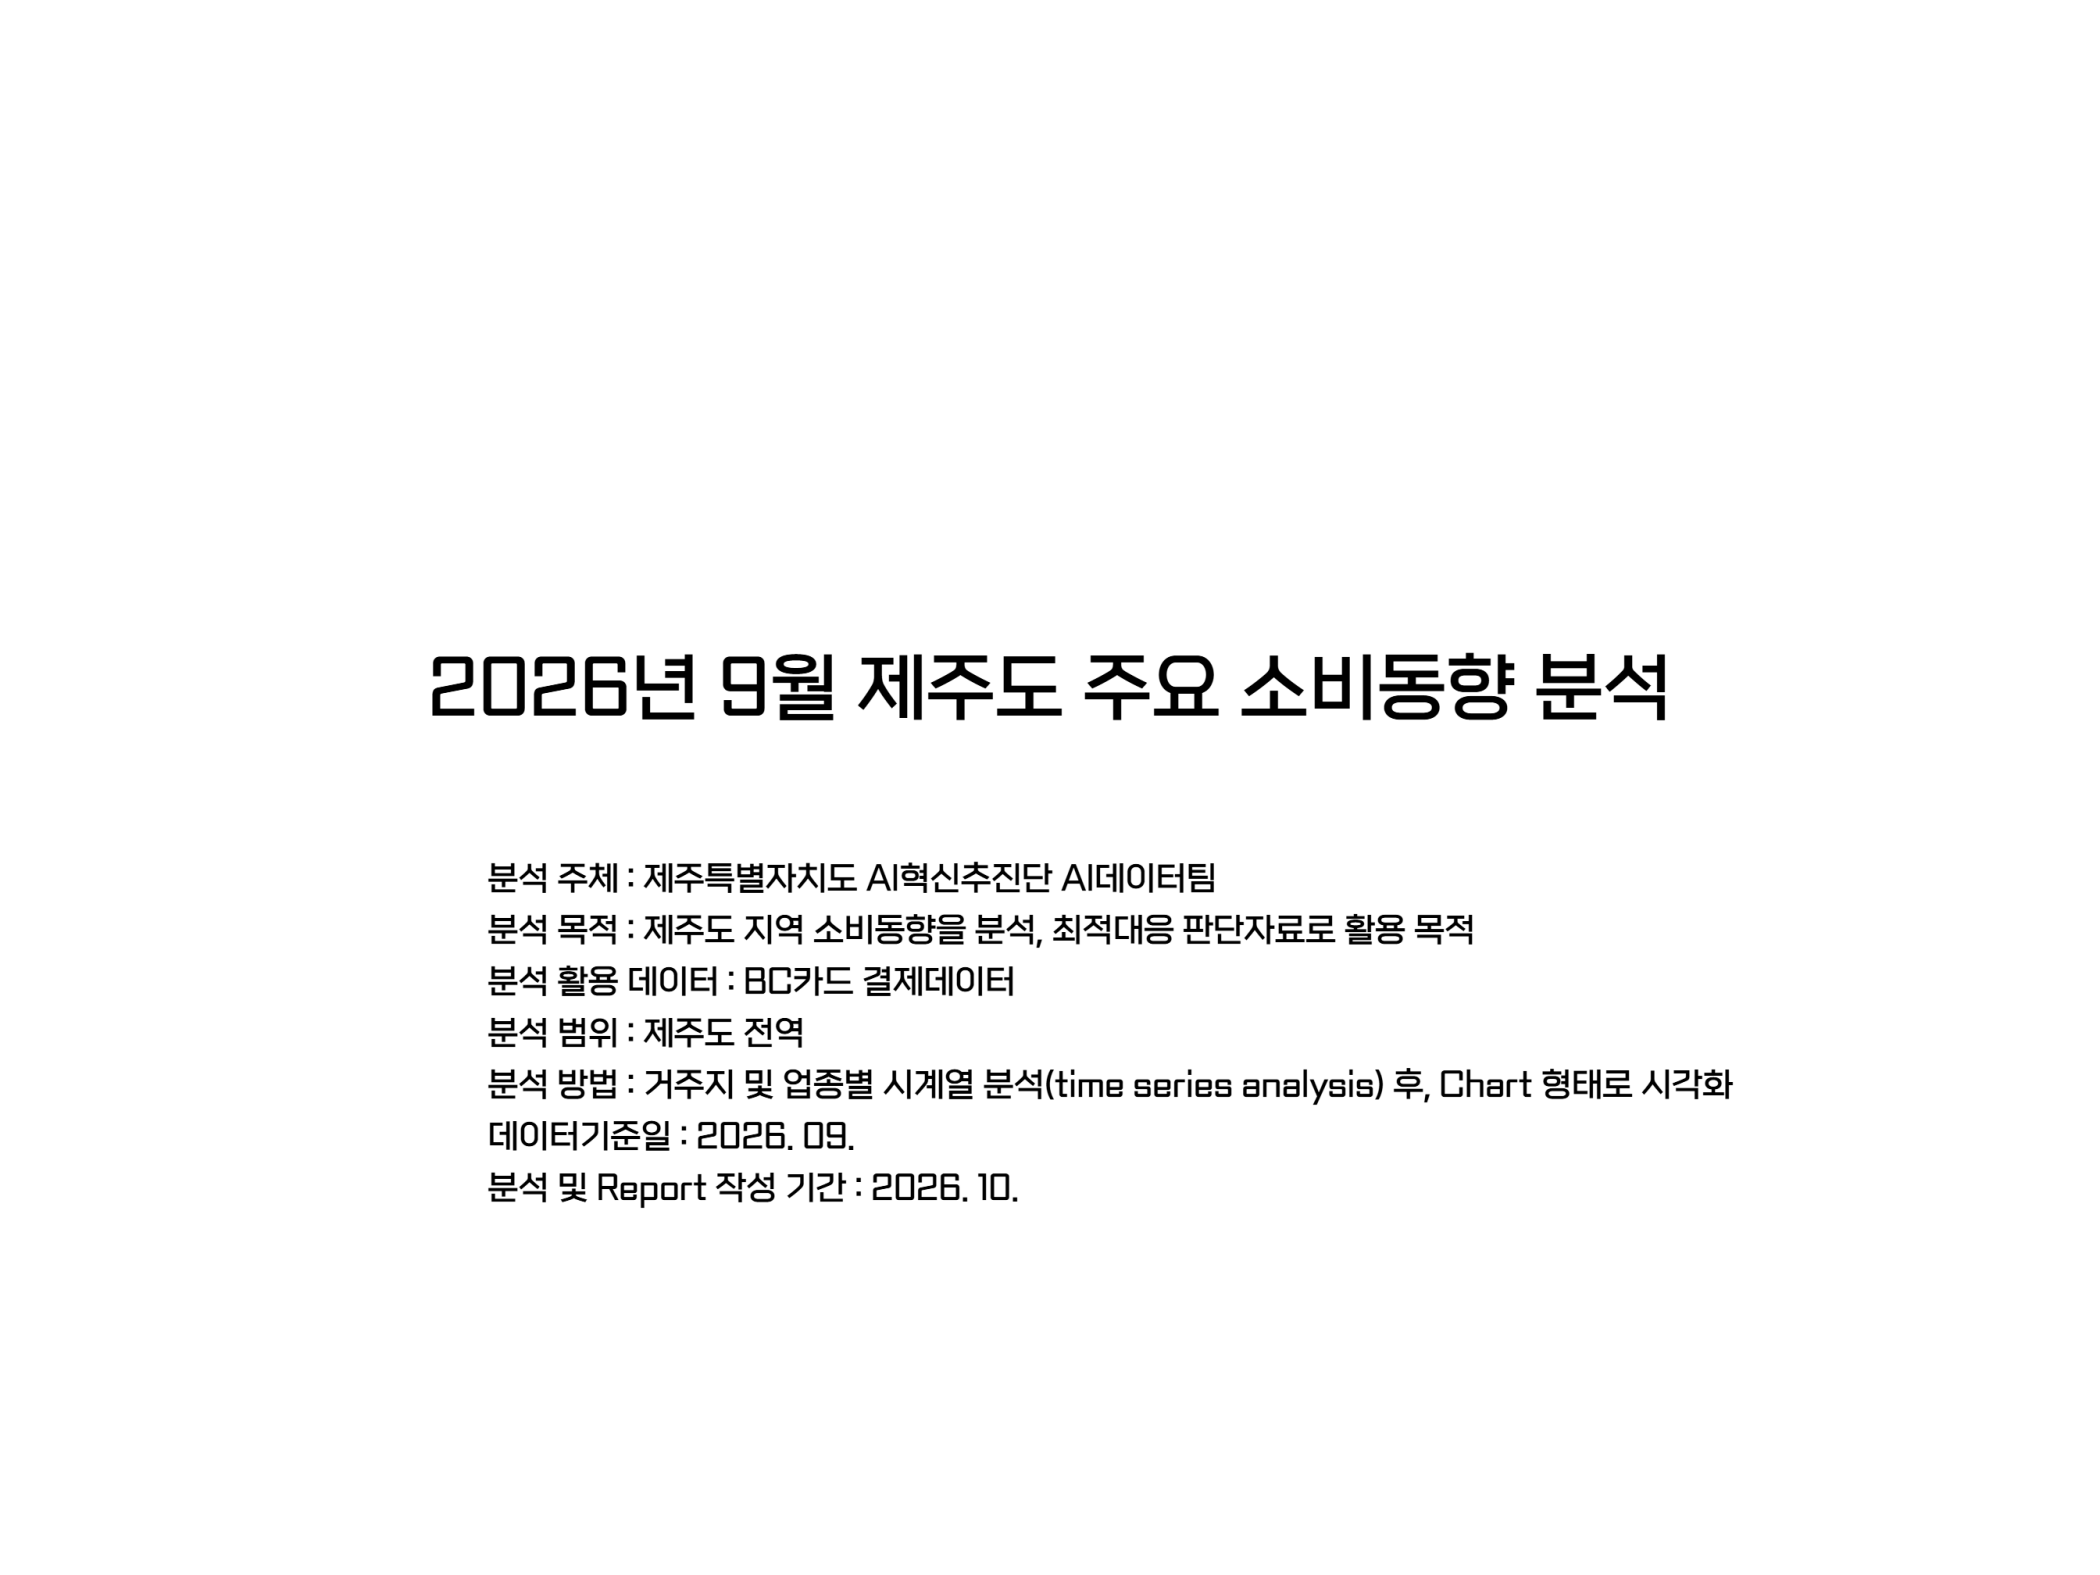 2026년 9월 제주도 주요 소비동향 분석
분석 주체 : 제주특별자치도 AI혁신추진단 AI데이터팀
분석 목적 : 제주도 지역 소비동향을 분석, 최적대응 판단자료로 활용 목적
분석 활용 데이터 : BC카드 결제데이터
분석 범위 : 제주도 전역
분석 방법 : 거주지 및 업종별 시계열 분석(time series analysis) 후, Chart 형태로 시각화
데이터기준일 : 2026. 09.
분석 및 Report 작성 기간 : 2026. 10.